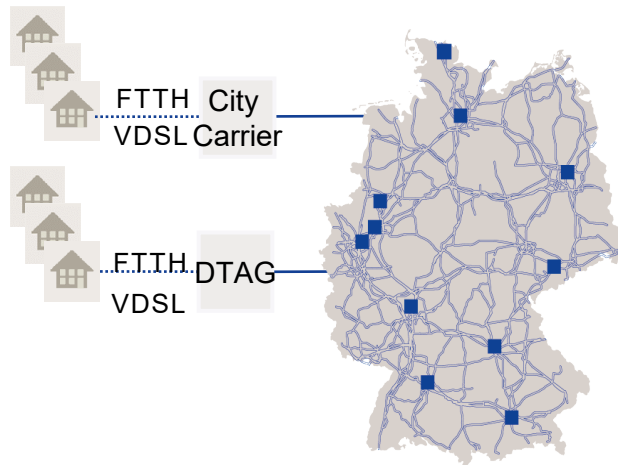 FTTH
VDSL
City
Carrier
FTTH
VDSL
DTAG